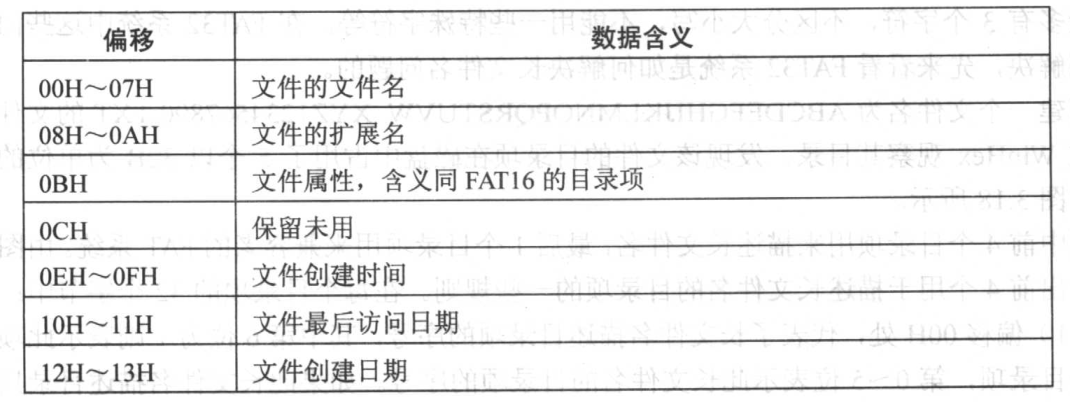 偏移 数据含义
00H～07H 文件的文件名
08H～0AH 文件的扩展名
0BH 文件属性，含义同FAT16的目录项
0CH 保留未用
0EH～0FH 文件创建时间
10H～11H 文件最后访问日期
12H～13H 文件创建日期